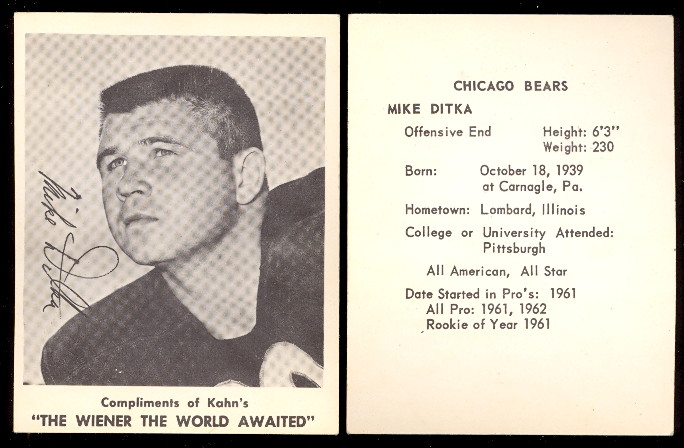 Mike Ditka
Compliments of Kahn's
"THE WIENER THE WORLD AWAITED"
CHICAGO BEARS
MIKE DITKA
Offensive End Height: 6'3"
Weight: 230
Born: October 18, 1939
at Carnagle, Pa.
Hometown: Lombard, Illinois
College or University Attended:
Pittsburgh
All American, All Star
Date Started in Pro's: 1961
All Pro: 1961, 1962
Rookie of Year 1961